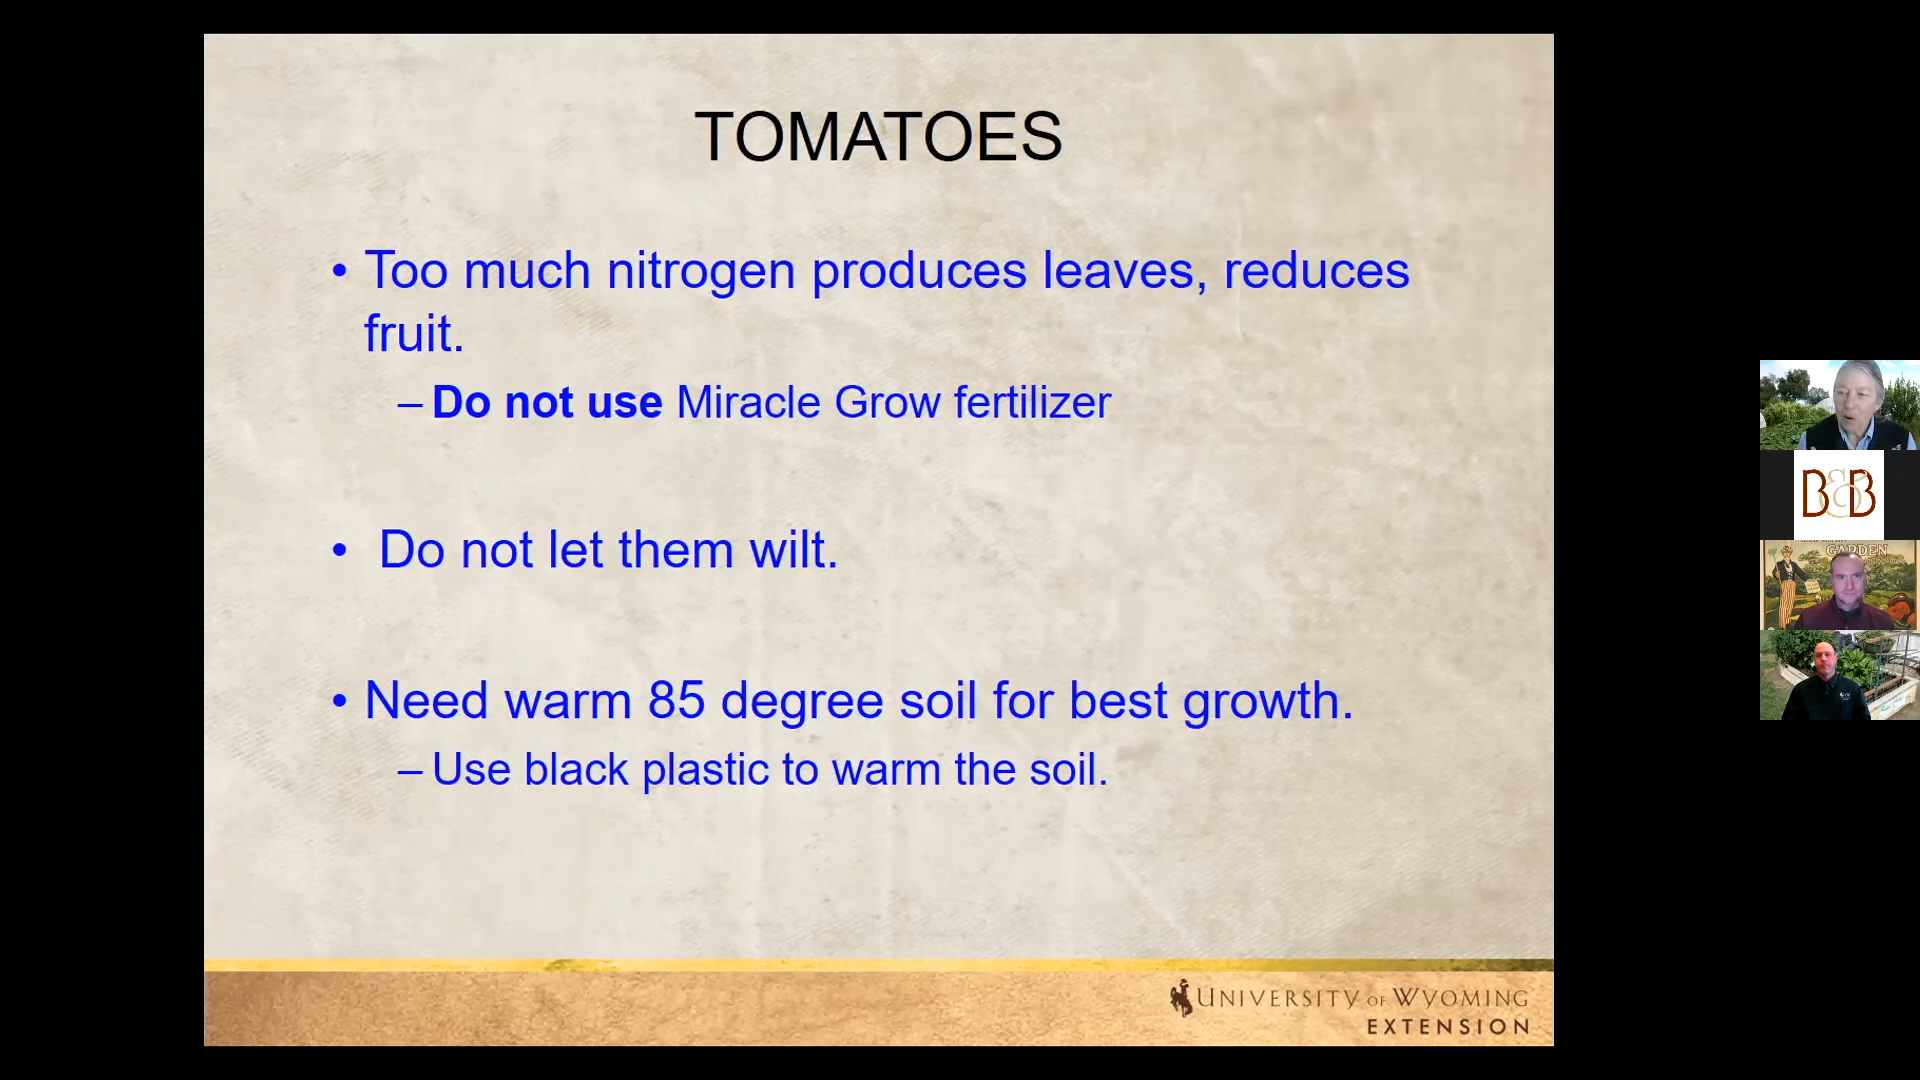 TOMATOES
• Too much nitrogen produces leaves, reduces
fruit.
– Do not use Miracle Grow fertilizer
• Do not let them wilt.
• Need warm 85 degree soil for best growth.
– Use black plastic to warm the soil.
UNIVERSITY OF WYOMING
EXTENSION
B&B
GARDEN